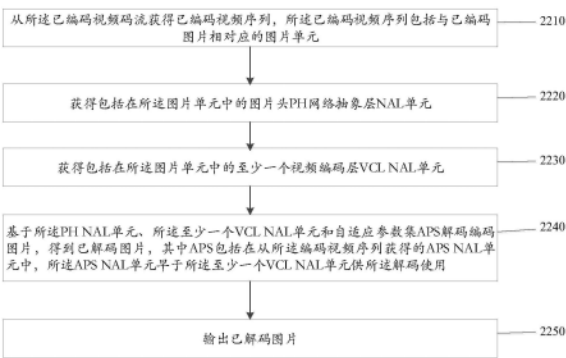 从所述已编码视频码流获得已编码视频序列，所述已编码视频序列包括与已编码
图片相对应的图片单元
2210
获得包括在所述图片单元中的图片头PH网络抽象层NAL单元
2220
获得包括在所述图片单元中的至少一个视频编码层VCL NAL单元
2230
基于所述PH NAL单元、所述至少一个VCL NAL单元和自适应参数集APS解码编码
图片，得到已解码图片，其中APS包括在从所述编码视频序列获得的APS NAL单
元中，所述APS NAL单元早于所述至少一个VCL NAL单元供所述解码使用
2240
输出已解码图片
2250